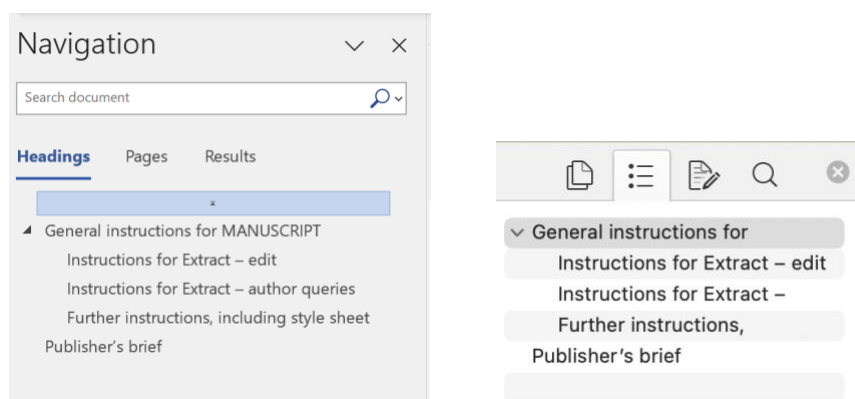 Navigation
Search document
Headings Pages Results
General instructions for MANUSCRIPT
Instructions for Extract – edit
Instructions for Extract – author queries
Further instructions, including style sheet
Publisher's brief
General instructions for
Instructions for Extract – edit
Instructions for Extract –
Further instructions,
Publisher's brief